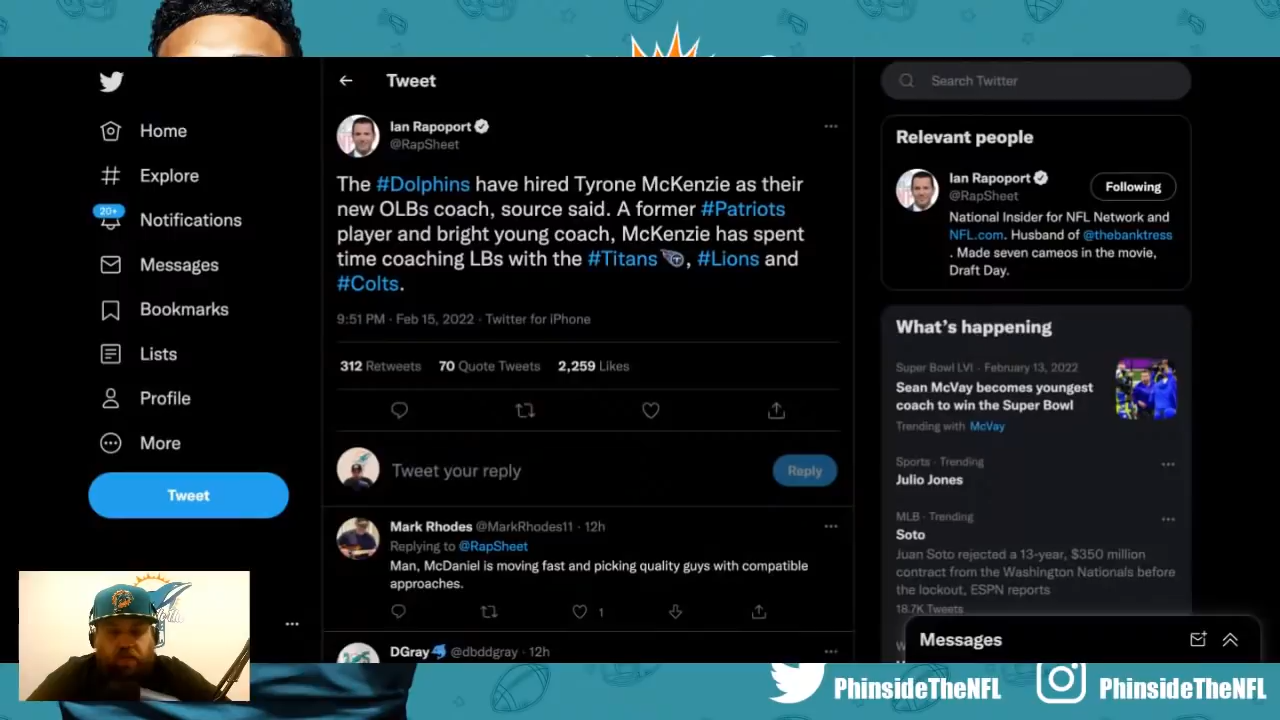 Tweet
Search Twitter
Home
Explore
20+
Notifications
Messages
Bookmarks
Lists
Profile
More
Tweet
Ian Rapoport
@RapSheet
The #Dolphins have hired Tyrone McKenzie as their
new OLBs coach, source said. A former #Patriots
player and bright young coach, McKenzie has spent
time coaching LBs with the #Titans, #Lions and
#Colts.
9:51 PM · Feb 15, 2022 · Twitter for iPhone
312 Retweets 70 Quote Tweets 2,259 Likes
Tweet your reply
Reply
Mark Rhodes @MarkRhodes11 · 12h
Replying to @RapSheet
Man, McDaniel is moving fast and picking quality guys with compatible
approaches.
1
DGray @dbddgray · 12h
Relevant people
Ian Rapoport
@RapSheet
Following
National Insider for NFL Network and
NFL.com. Husband of @thebanktress
. Made seven cameos in the movie,
Draft Day.
What's happening
Super Bowl LVI · February 13, 2022
Sean McVay becomes youngest
coach to win the Super Bowl
Trending with McVay
Sports · Trending
Julio Jones
MLB · Trending
Soto
Juan Soto rejected a 13-year, $350 million
contract from the Washington Nationals before
the lockout, ESPN reports
18.7K Tweets
Messages
PhinsideTheNFL
PhinsideTheNFL